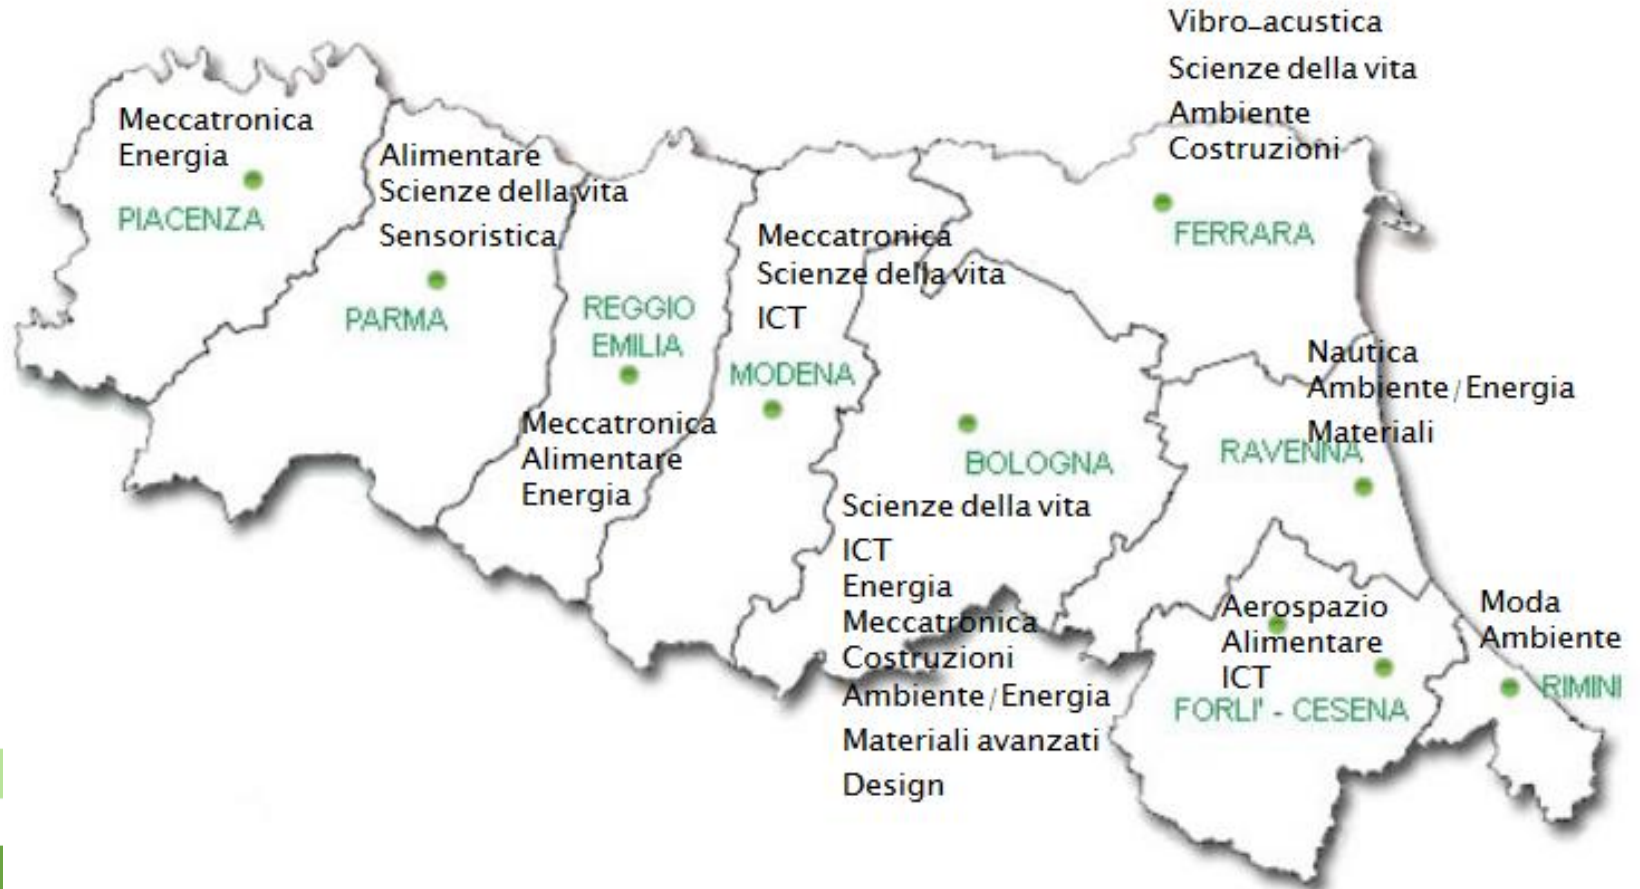 Vibro-acustica
Scienze della vita
Ambiente
Costruzioni
FERRARA
Meccatronica
Energia
PIACENZA
Alimentare
Scienze della vita
Sensoristica
PARMA
REGGIO
EMILIA
Meccatronica
Alimentare
Energia
Meccatronica
Scienze della vita
ICT
MODENA
BOLOGNA
Scienze della vita
ICT
Energia
Meccatronica
Costruzioni
Ambiente/Energia
Materiali avanzati
Design
Nautica
Ambiente/Energia
Materiali
RAVENNA
Aerospazio
Alimentare
ICT
FORLI' - CESENA
Moda
Ambiente
RIMINI